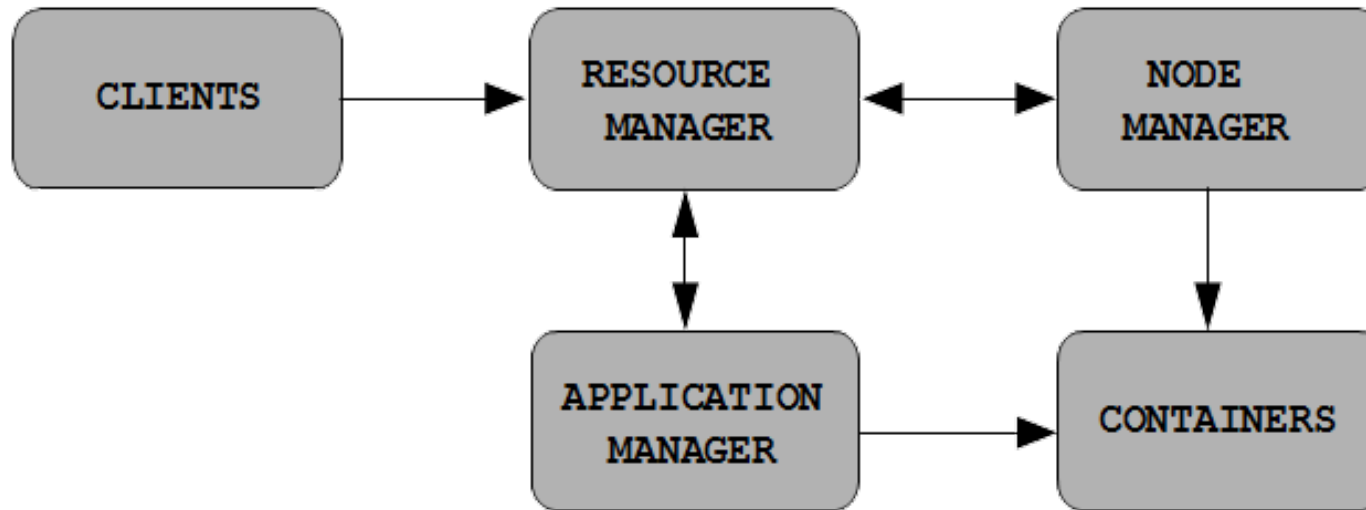 CLIENTS
RESOURCE
MANAGER
NODE
MANAGER
APPLICATION
MANAGER
CONTAINERS